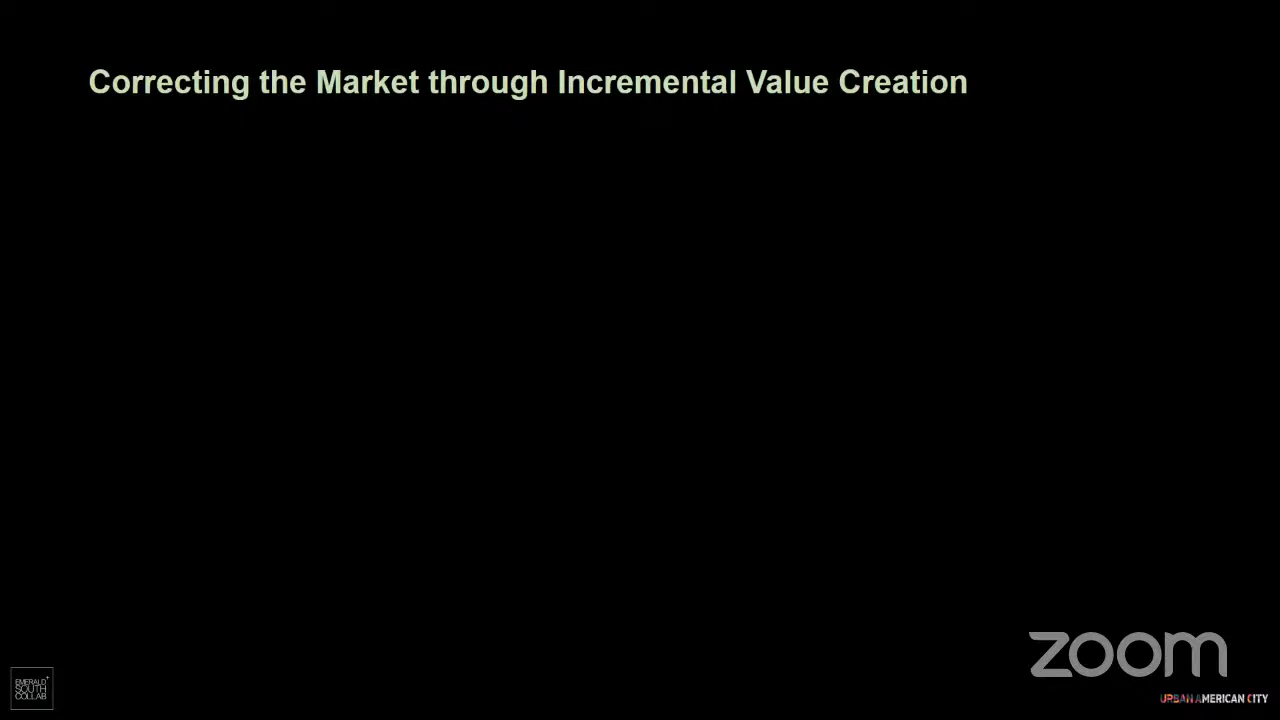 Correcting the Market through Incremental Value Creation
zoom
EMERALD+
SOUTH
COLLAB
URBAN AMERICAN CITY